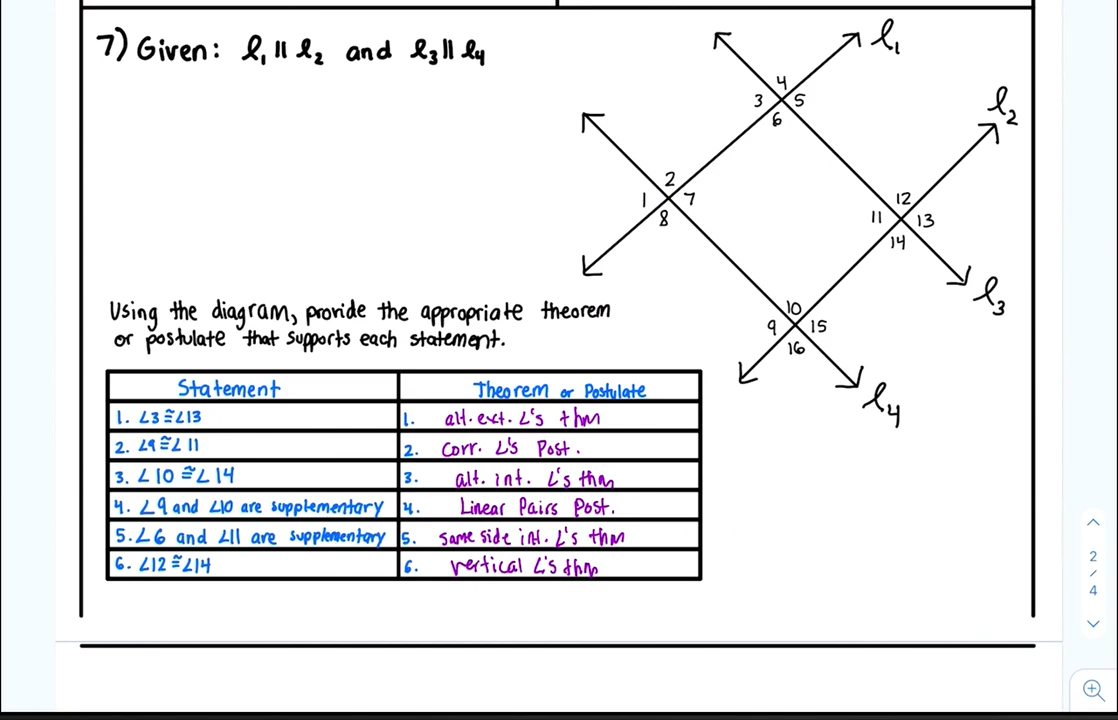 7) Given: l₁ ll l₂ and l₃ ll l₄
l₁
l₂
4
3 5
6
2
1 7
8
12
11 13
14
l₃
10
9 15
16
l₄
Using the diagram, provide the appropriate theorem
or postulate that supports each statement.
Statement Theorem or Postulate
1. ∠3≅∠13 1. alt. ext. ∠'s thm
2. ∠9≅∠11 2. Corr. ∠'s Post.
3. ∠10≅∠14 3. alt. int. ∠'s thm
4. ∠9 and ∠10 are supplementary 4. Linear Pairs Post.
5. ∠6 and ∠11 are supplementary 5. same side int. ∠'s thm
6. ∠12≅∠14 6. vertical ∠'s thm
2
/
4